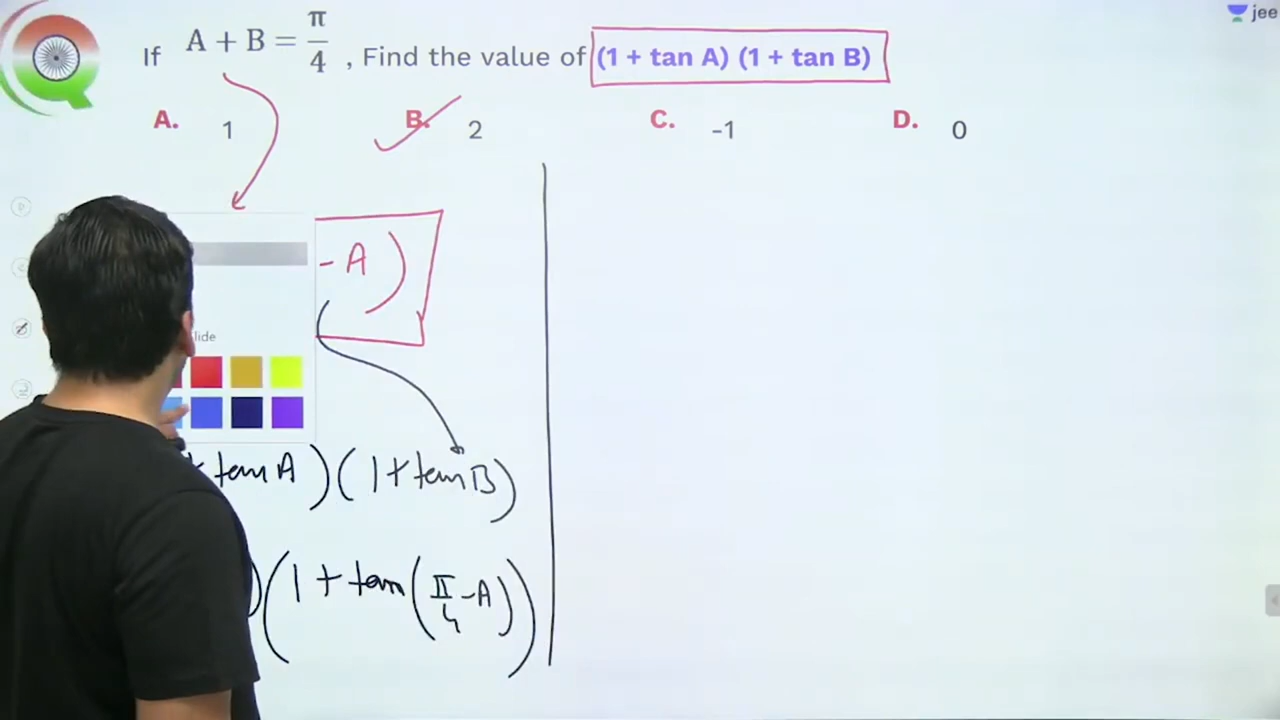 If A + B = π/4 , Find the value of (1 + tan A) (1 + tan B)
jee
A. 1 B. 2 C. -1 D. 0
- A )
lide
+ tan A ) ( 1 + tan B )
) ( 1 + tan ( π/4 - A ) )